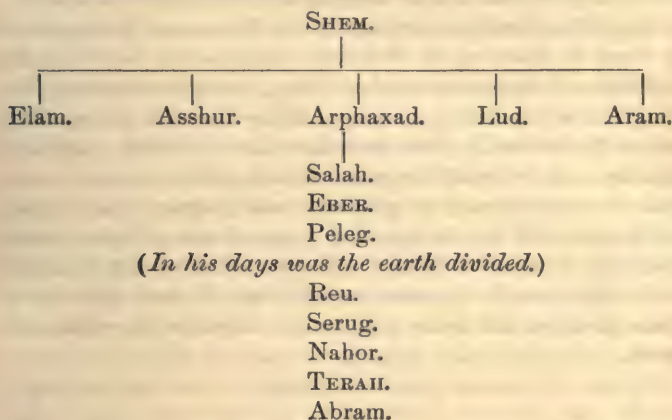 SHEM.
Elam. Asshur. Arphaxad. Lud. Aram.
Salah.
EBER.
Peleg.
(In his days was the earth divided.)
Reu.
Serug.
Nahor.
TERAH.
Abram.